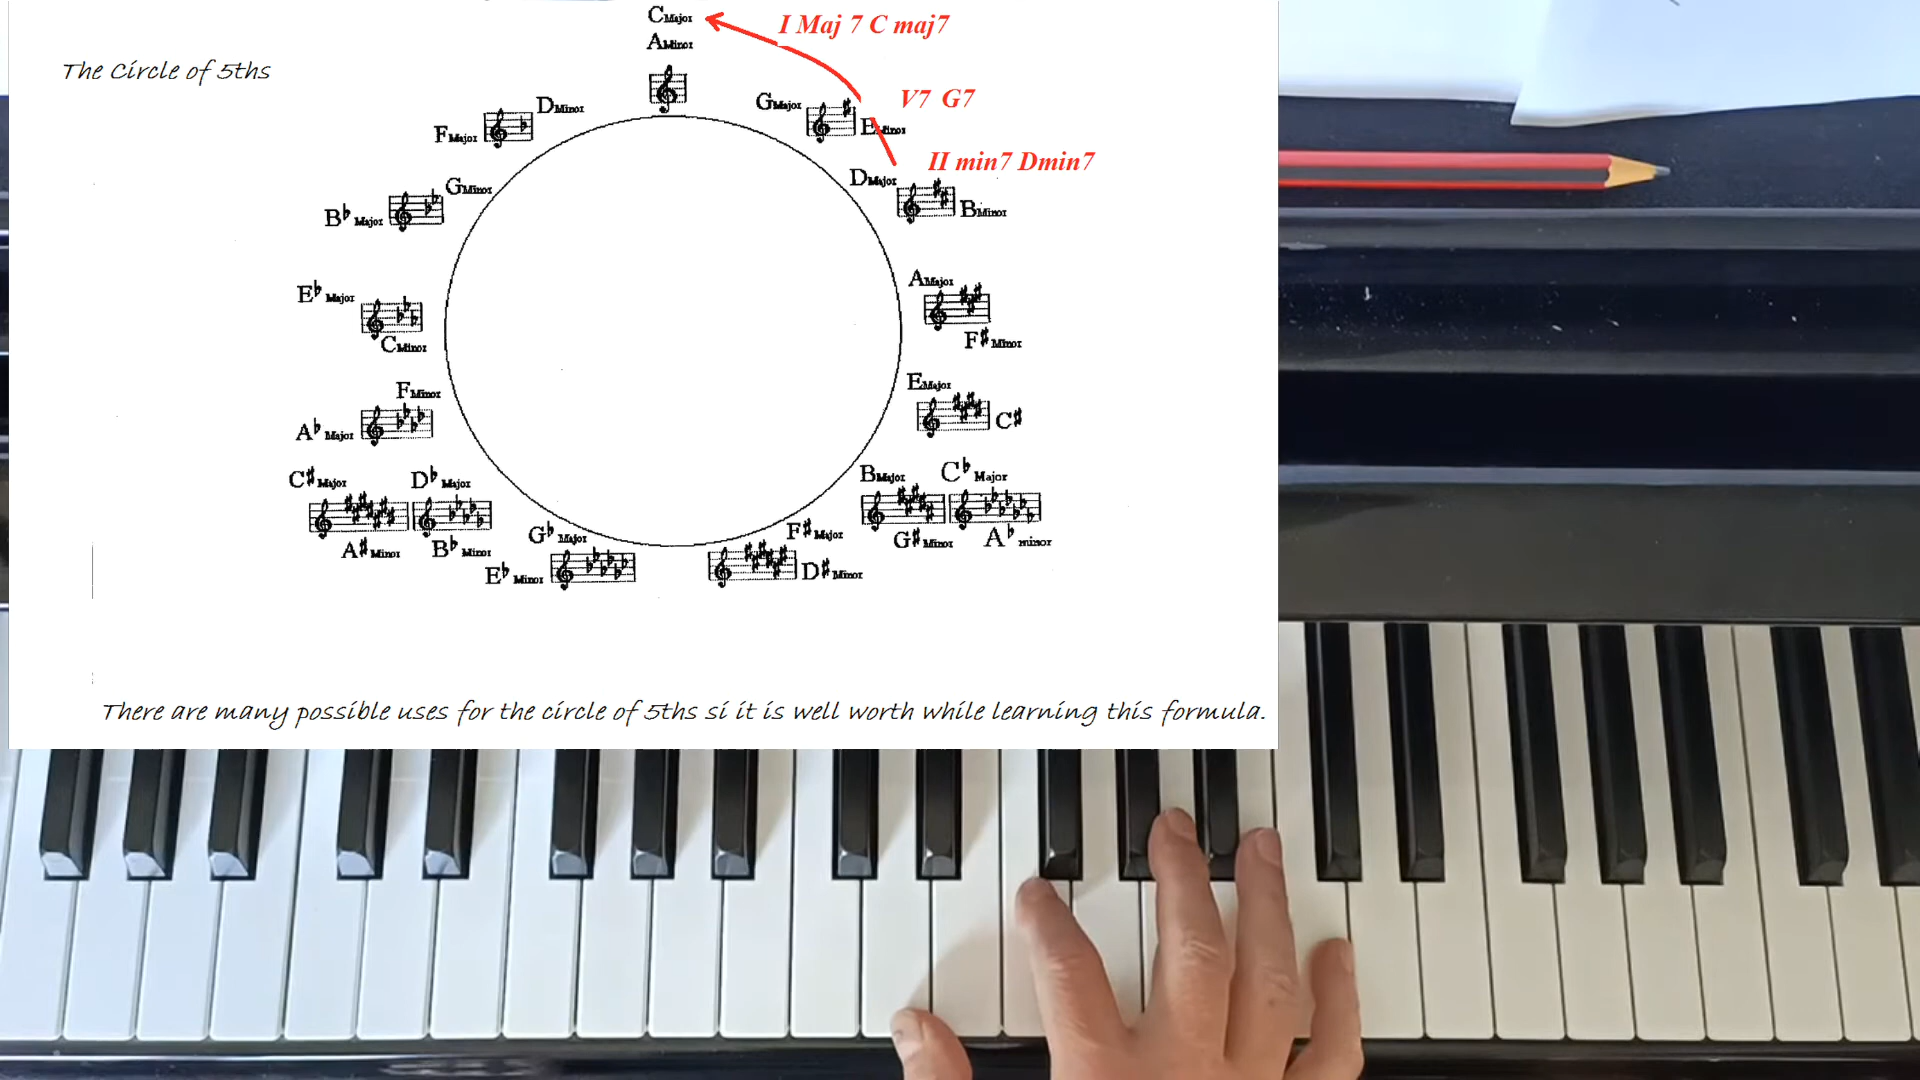 The Circle of 5ths
C Major
A Minor
I Maj 7 C maj7
G Major
E Minor
V7 G7
II min7 Dmin7
D Major
B Minor
A Major
F# Minor
E Major
C#
B Major
C♭ Major
G# Minor
A♭ minor
F# Major
D# Minor
G♭ Major
E♭ Minor
C# Major
D♭ Major
A# Minor
B♭ Minor
F Minor
A♭ Major
E♭ Major
C Minor
G Minor
B♭ Major
D Minor
F Major
There are many possible uses for the circle of 5ths si it is well worth while learning this formula.